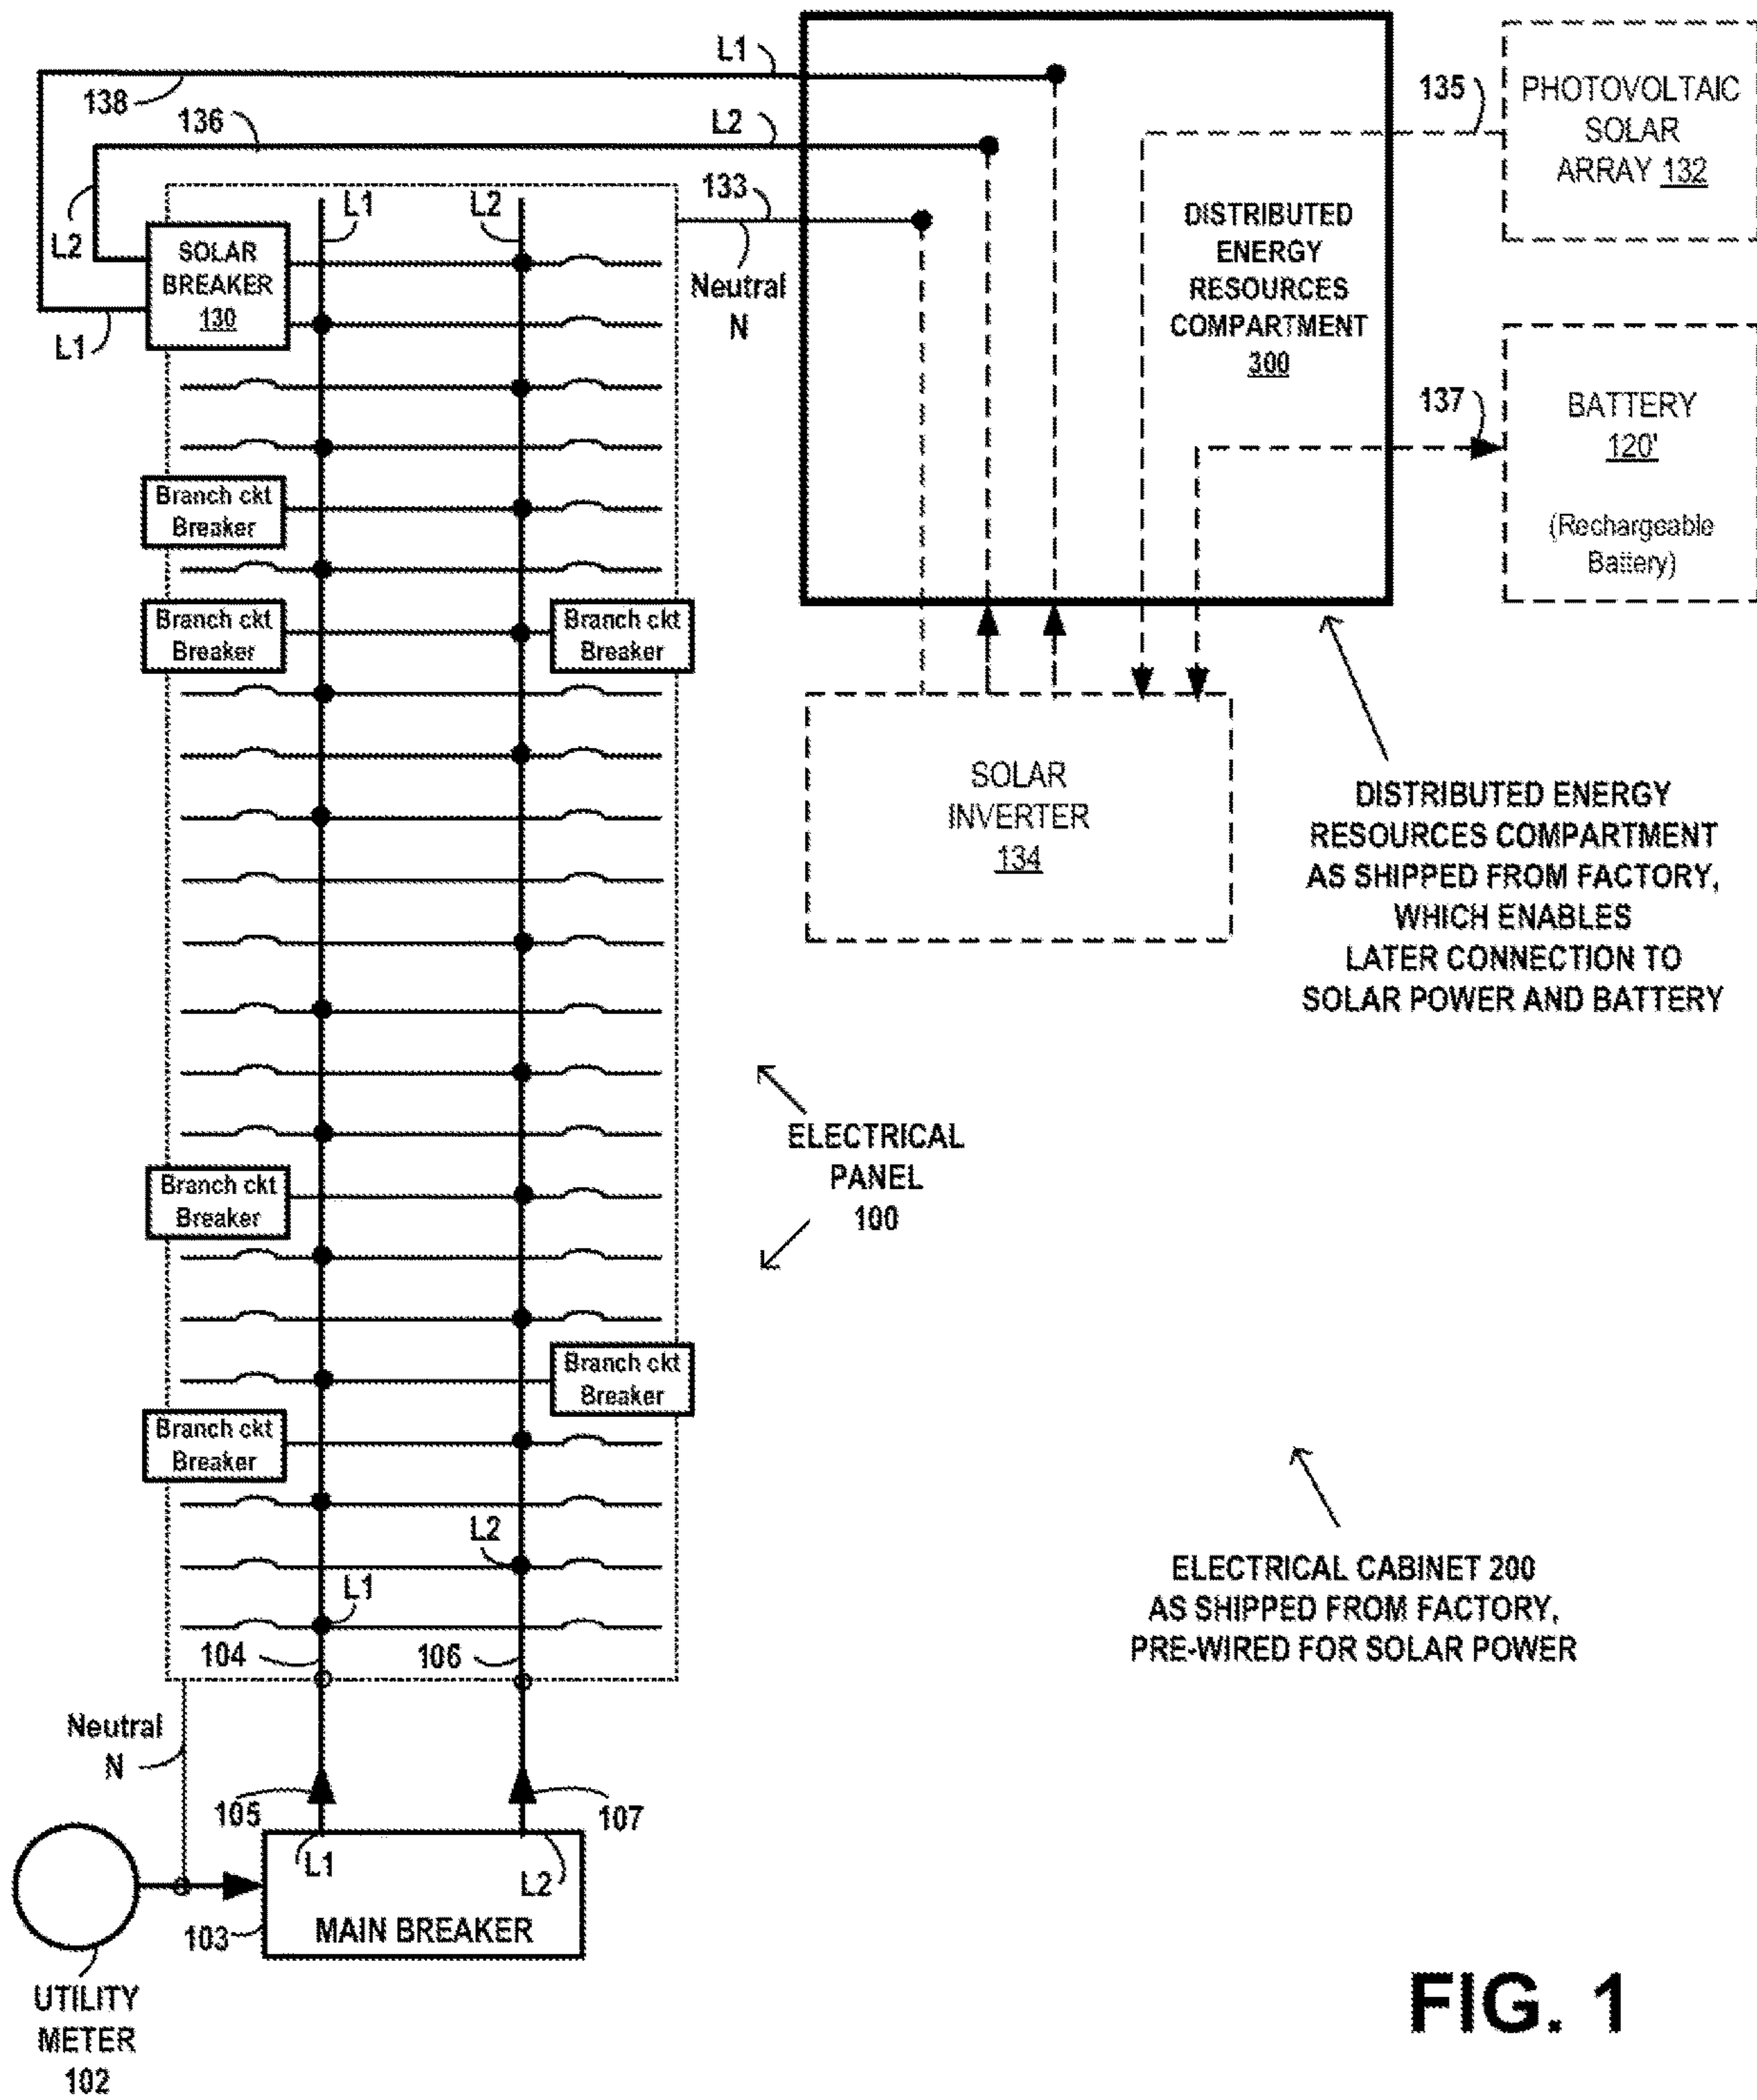 L1
138
136
L2
133
L1
L2
L2
SOLAR
BREAKER
130
L1
Neutral
N
DISTRIBUTED
ENERGY
RESOURCES
COMPARTMENT
300
135
PHOTOVOLTAIC
SOLAR
ARRAY 132
137
BATTERY
120'
(Rechargeable
Battery)
Branch ckt
Breaker
Branch ckt
Breaker
Branch ckt
Breaker
SOLAR
INVERTER
134
DISTRIBUTED ENERGY
RESOURCES COMPARTMENT
AS SHIPPED FROM FACTORY,
WHICH ENABLES
LATER CONNECTION TO
SOLAR POWER AND BATTERY
ELECTRICAL
PANEL
100
Branch ckt
Breaker
Branch ckt
Breaker
Branch ckt
Breaker
L2
L1
104
106
ELECTRICAL CABINET 200
AS SHIPPED FROM FACTORY,
PRE-WIRED FOR SOLAR POWER
Neutral
N
105
107
L1
L2
103
MAIN BREAKER
UTILITY
METER
102
FIG. 1